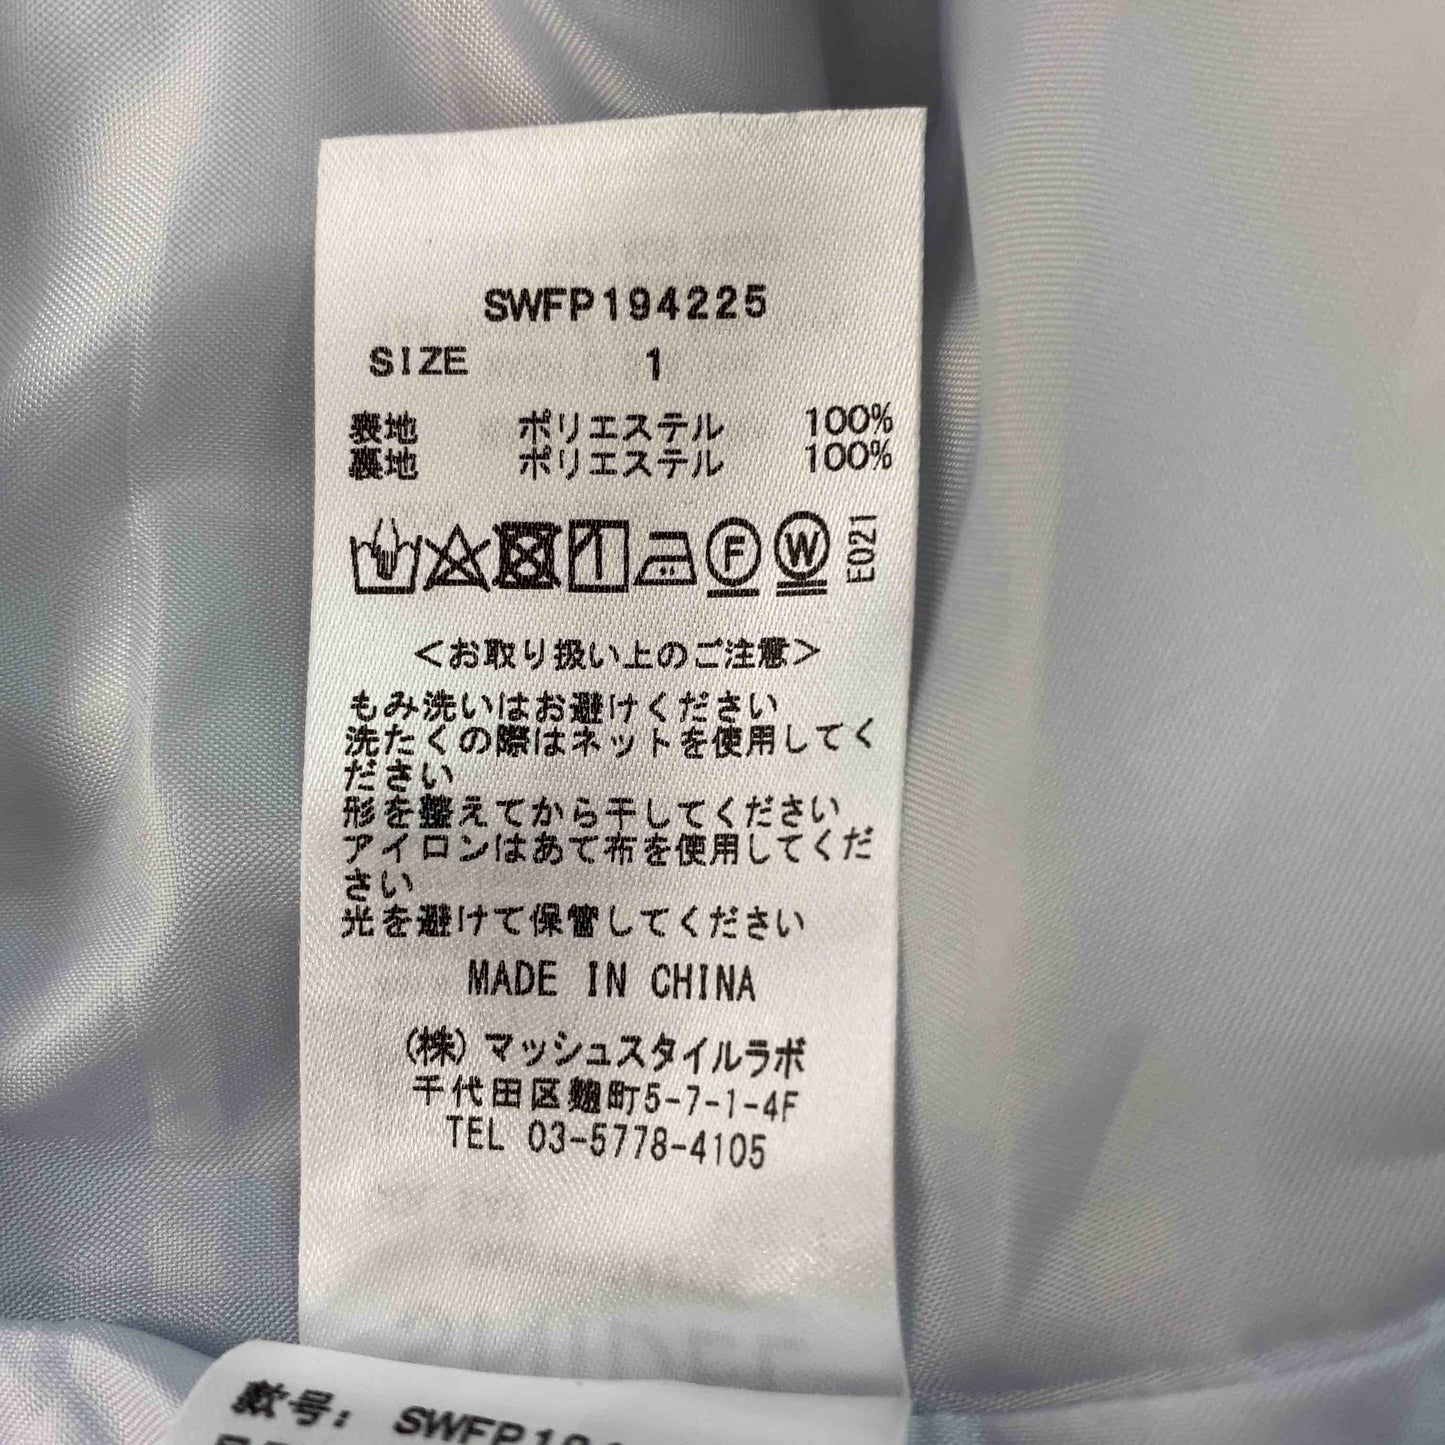 SWFP194225
SIZE 1
表地 ポリエステル 100%
裏地 ポリエステル 100%
F W E021
<お取り扱い上のご注意>
もみ洗いはお避けください
洗たくの際はネットを使用してく
ださい
形を整えてから干してください
アイロンはあて布を使用してくだ
さい
光を避けて保管してください
MADE IN CHINA
(株)マッシュスタイルラボ
千代田区麹町5-7-1-4F
TEL 03-5778-4105
款号: SWFP19